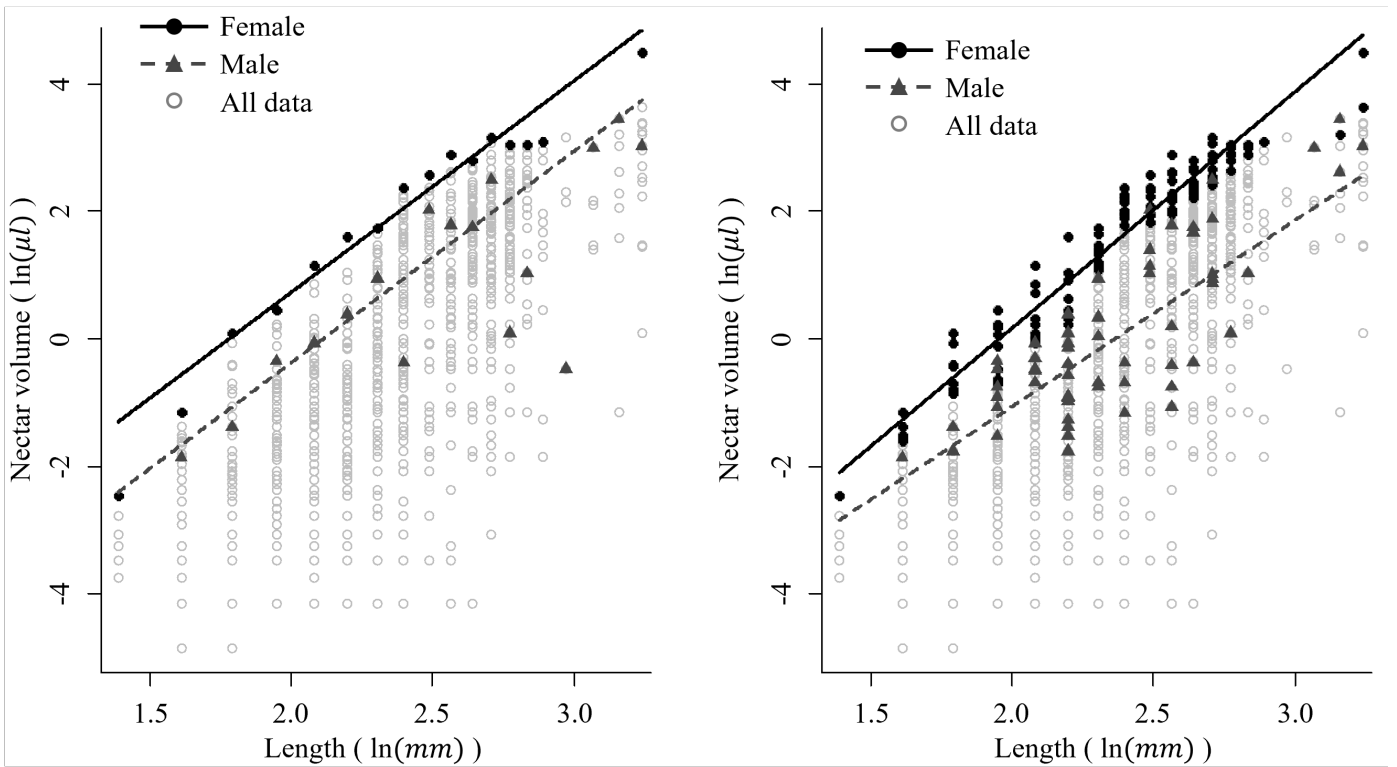 Female
Male
All data
4
2
0
-2
-4
Nectar volume ( ln(μl) )
1.5 2.0 2.5 3.0
Length ( ln(mm) )
Female
Male
All data
4
2
0
-2
-4
Nectar volume ( ln(μl) )
1.5 2.0 2.5 3.0
Length ( ln(mm) )